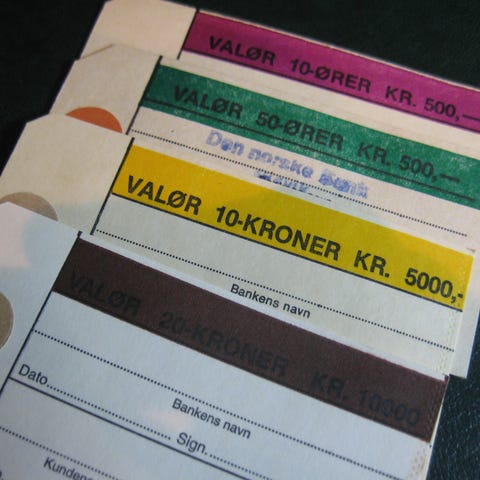 VALØR 10-ØRER KR. 500,—
VALØR 50-ØRER KR. 500,—
Den norske Bank
VALØR 10-KRONER KR. 5000,-
Bankens navn
VALØR 20-KRONER KR. 10000
Bankens navn
Dato
Sign.
Kundens